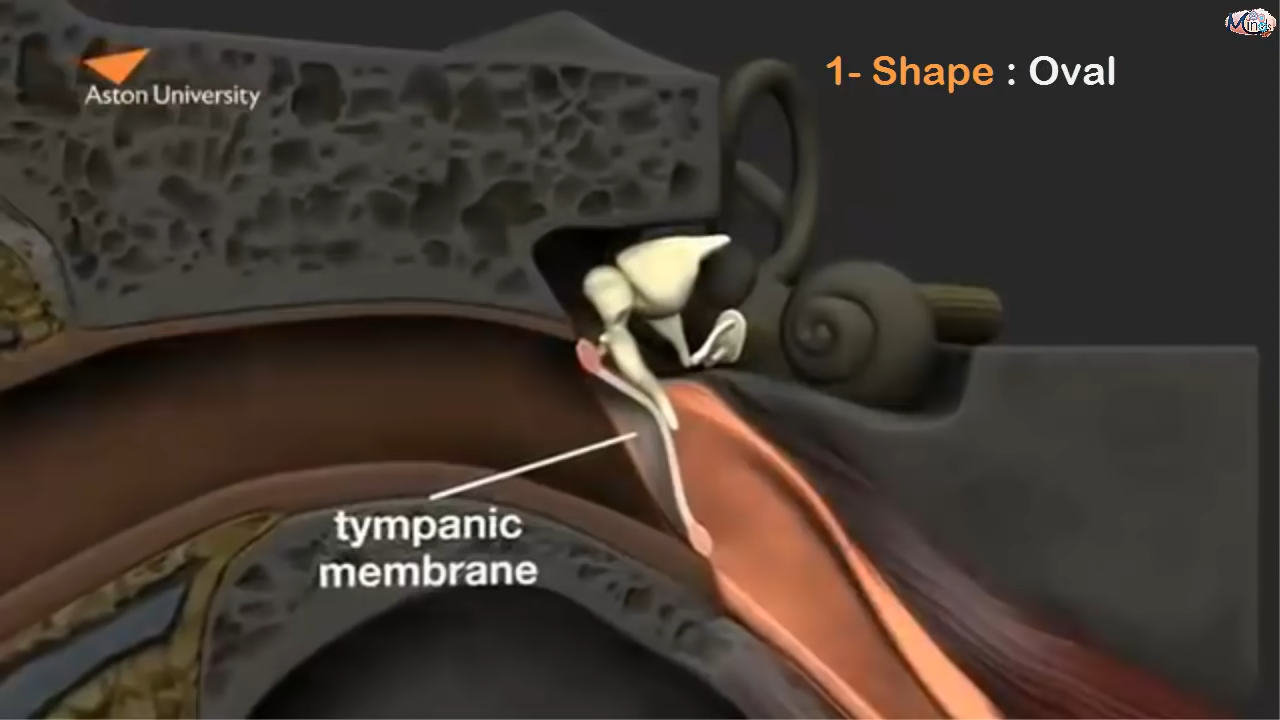 1- Shape : Oval
Aston University
tympanic
membrane